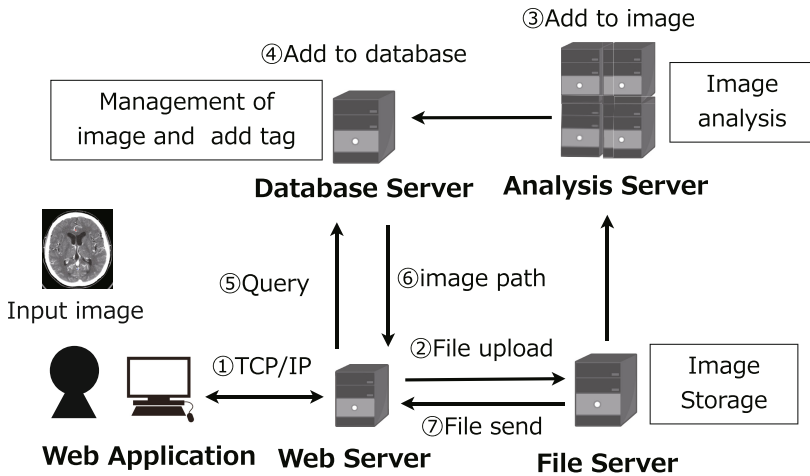 ③Add to image
④Add to database
Management of
image and add tag
Image
analysis
Database Server
Analysis Server
⑤Query
⑥image path
Input image
①TCP/IP
②File upload
Image
Storage
⑦File send
Web Application
Web Server
File Server